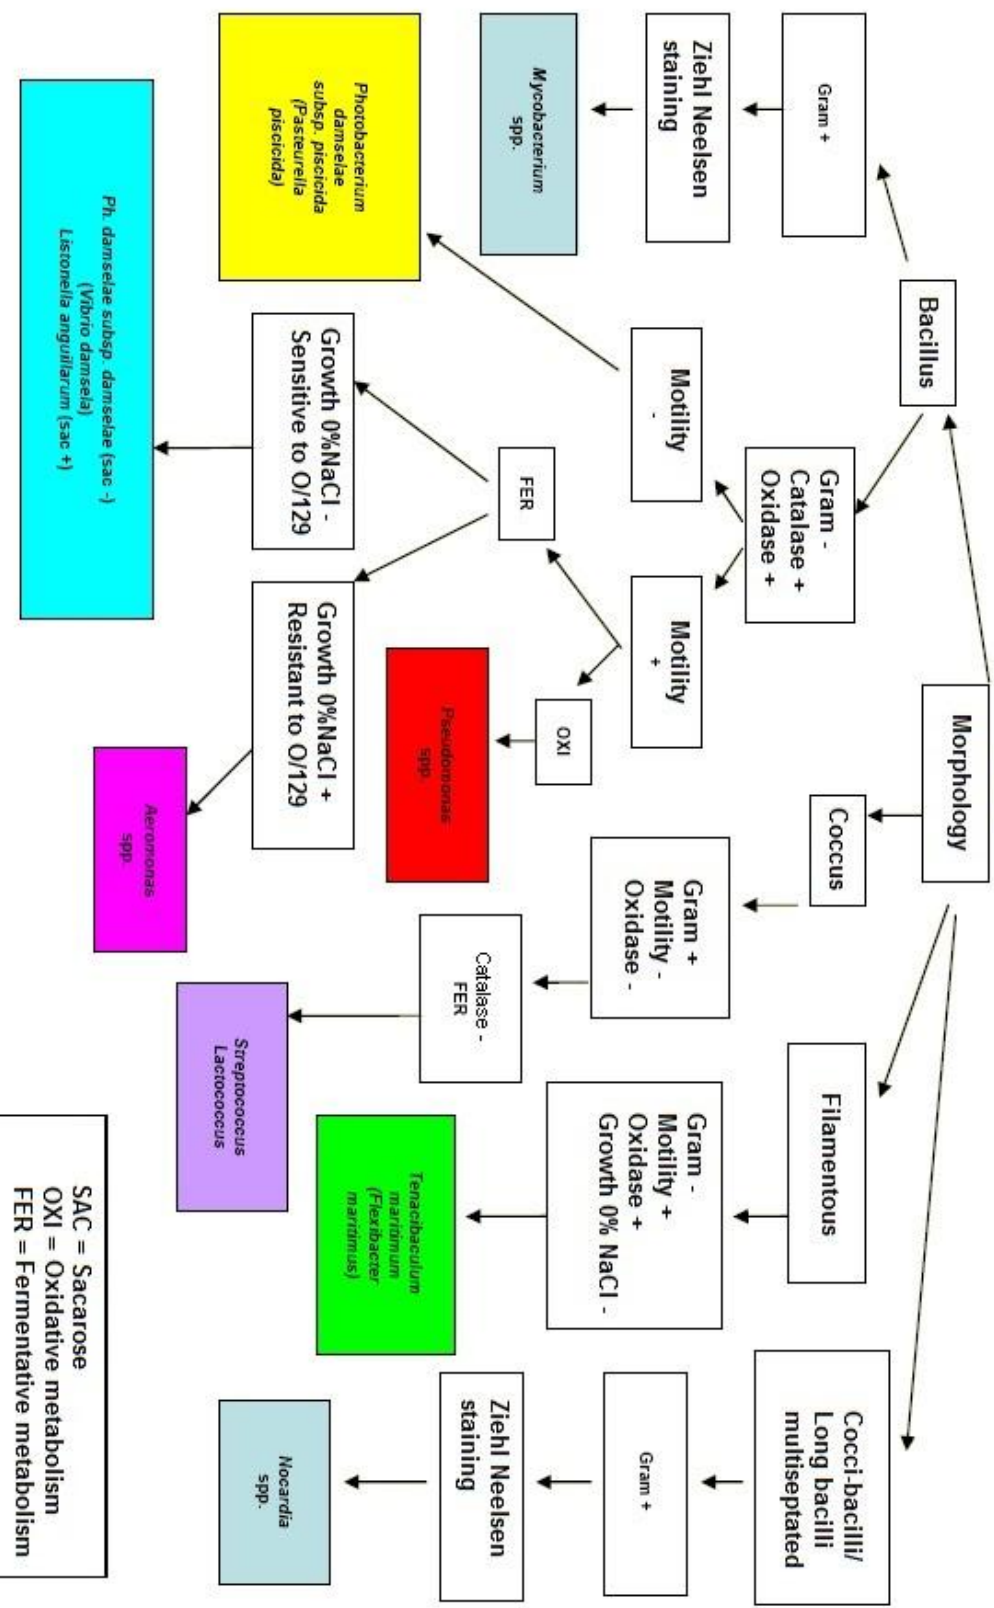 Morphology
Bacillus
Coccus
Filamentous
Cocci-bacilli/
Long bacilli
multiseptated
Gram +
Gram -
Catalase +
Oxidase +
Gram +
Motility -
Oxidase -
Gram -
Motility +
Oxidase +
Growth 0% NaCl -
Gram +
Ziehl Neelsen
staining
Motility
-
Motility
+
Catalase -
FER
Ziehl Neelsen
staining
Mycobacterium
spp.
FER
OXI
Photobacterium
damselae
subsp. piscicida
(Pasteurella
piscicida)
Pseudomonas
spp.
Streptococcus
Lactococcus
Tenacibaculum
maritimum
(Flexibacter
maritimus)
Nocardia
spp.
Growth 0%NaCl -
Sensitive to O/129
Growth 0%NaCl +
Resistant to O/129
Ph. damselae subsp. damselae (sac -)
(Vibrio damsela)
Listonella anguillarum (sac +)
Aeromonas
spp.
SAC = Sacarose
OXI = Oxidative metabolism
FER = Fermentative metabolism